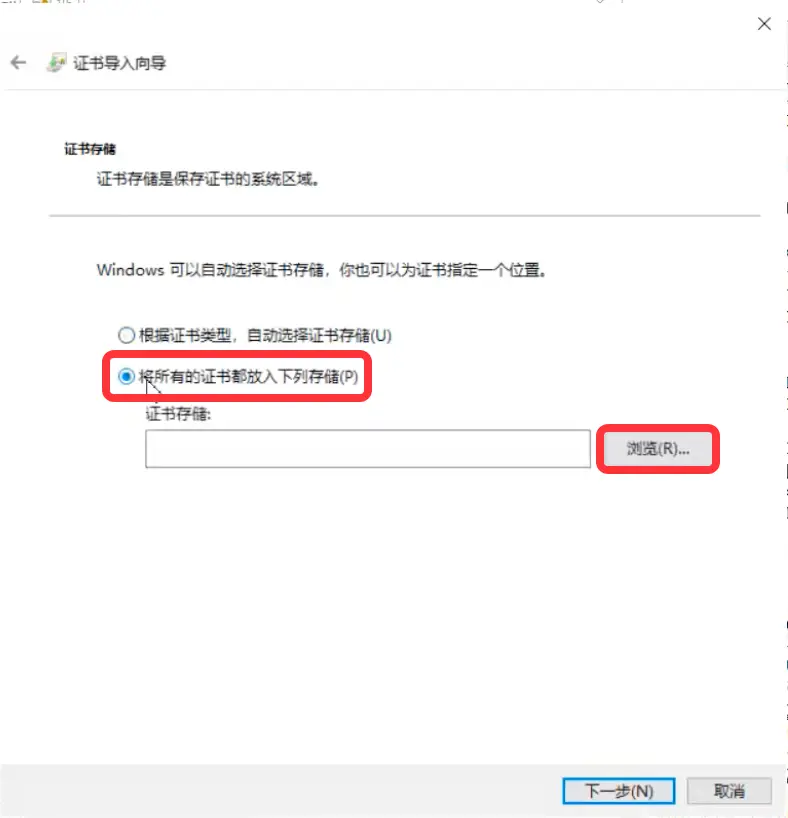 证书导入向导
证书存储
证书存储是保存证书的系统区域。
Windows 可以自动选择证书存储，你也可以为证书指定一个位置。
根据证书类型，自动选择证书存储(U)
将所有的证书都放入下列存储(P)
证书存储:
浏览(R)...
下一步(N)
取消